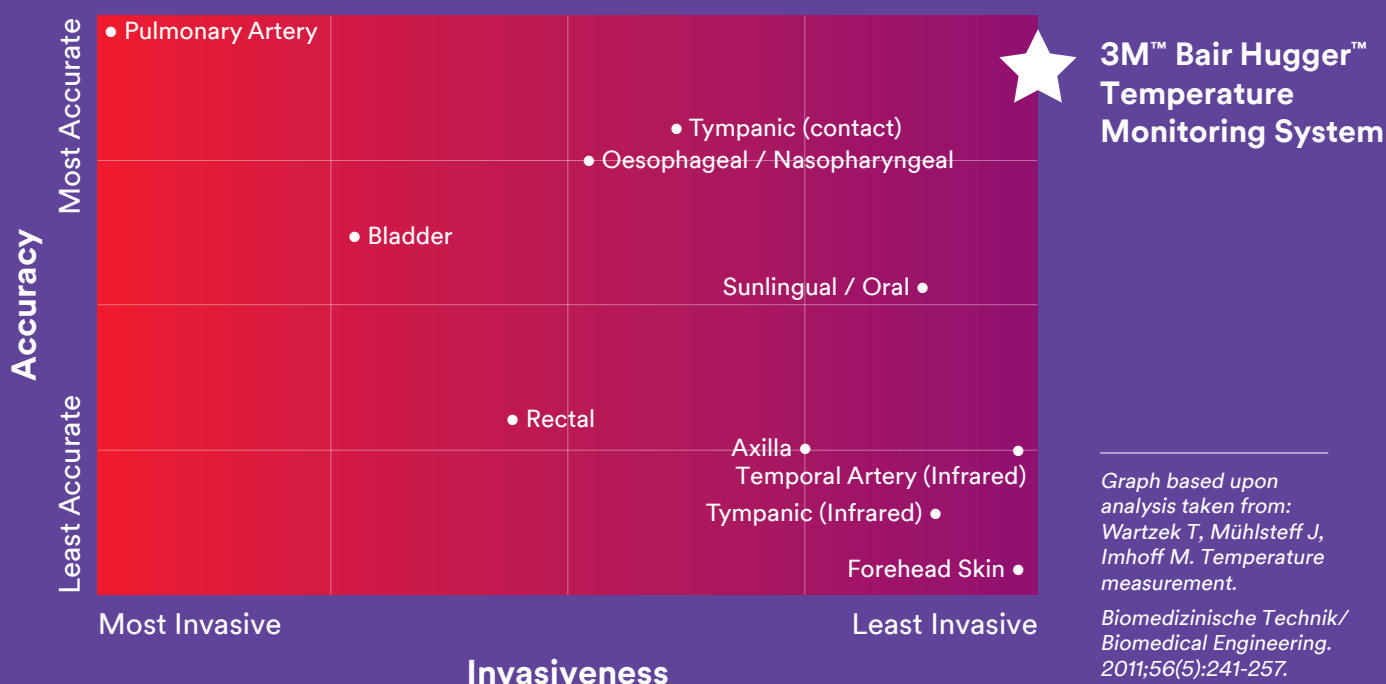 Accuracy
Most Accurate
Least Accurate
Pulmonary Artery
Tympanic (contact)
Oesophageal / Nasopharyngeal
Bladder
Sunlingual / Oral
Rectal
Axilla
Temporal Artery (Infrared)
Tympanic (Infrared)
Forehead Skin
Most Invasive
Least Invasive
Invasiveness
3M™ Bair Hugger™
Temperature
Monitoring System
Graph based upon
analysis taken from:
Wartzek T, Mühlsteff J,
Imhoff M. Temperature
measurement.
Biomedizinische Technik/
Biomedical Engineering.
2011;56(5):241-257.